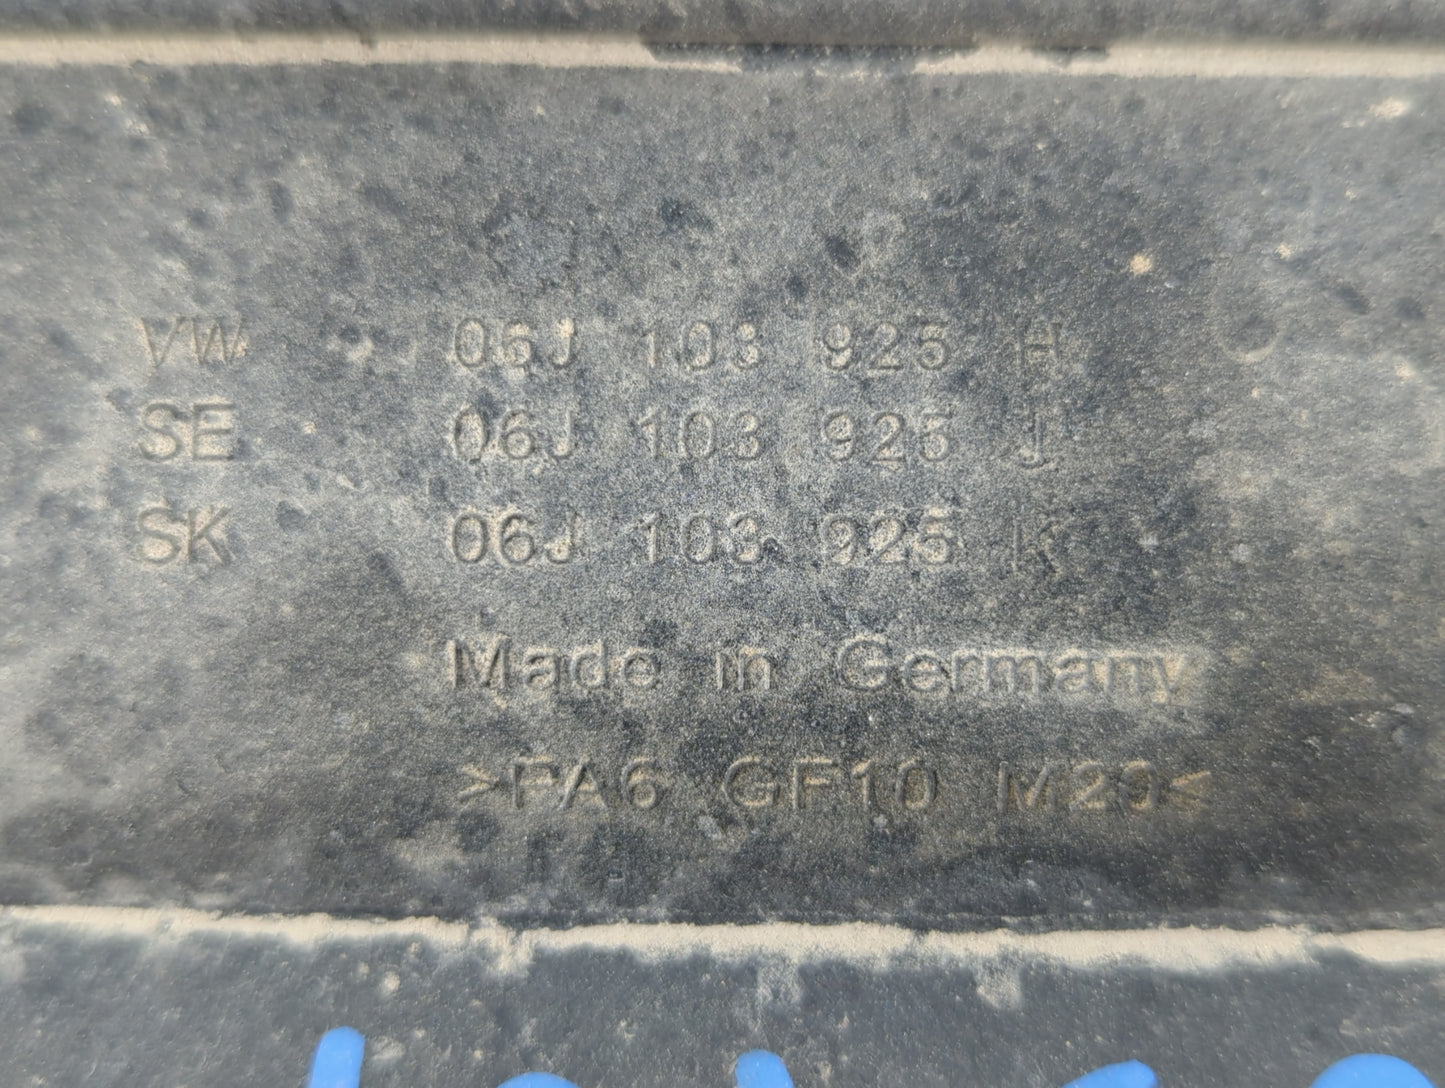 VW 06J 103 925 H
SE 06J 103 925 J
SK 06J 103 925 K
Made in Germany
>PA6 GF10 M20<